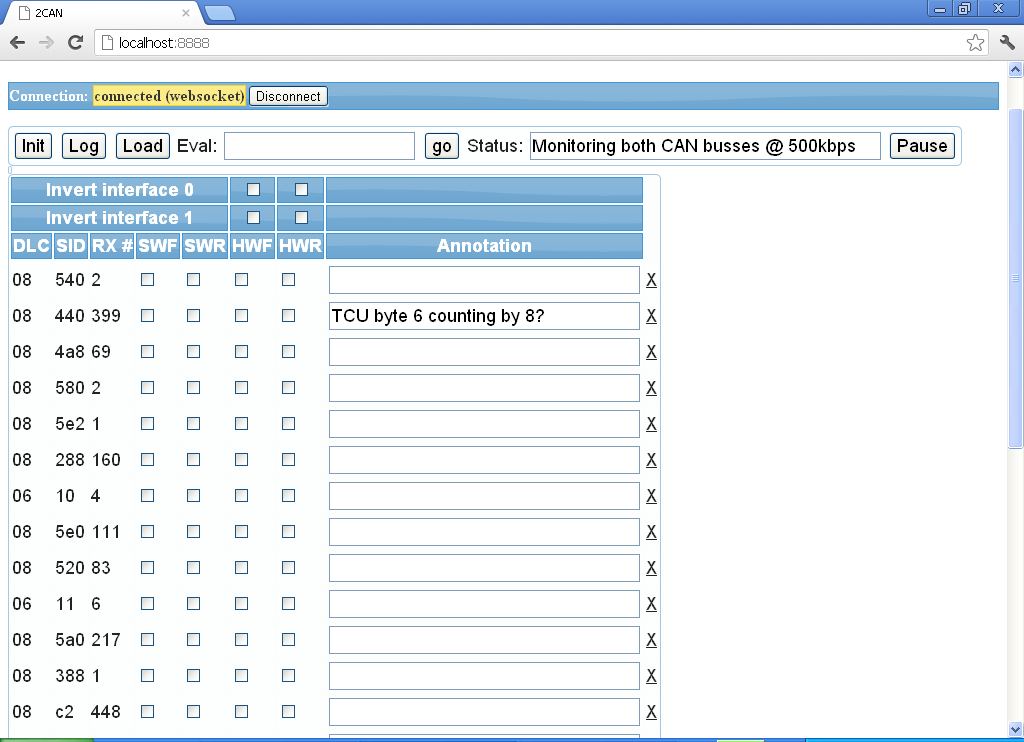 2CAN
localhost:8888
Connection: connected (websocket) Disconnect
Init Log Load Eval: go Status: Monitoring both CAN busses @ 500kbps Pause
Invert interface 0
Invert interface 1
DLC SID RX # SWF SWR HWF HWR Annotation
08 540 2 X
08 440 399 TCU byte 6 counting by 8? X
08 4a8 69 X
08 580 2 X
08 5e2 1 X
08 288 160 X
06 10 4 X
08 5e0 111 X
08 520 83 X
06 11 6 X
08 5a0 217 X
08 388 1 X
08 c2 448 X